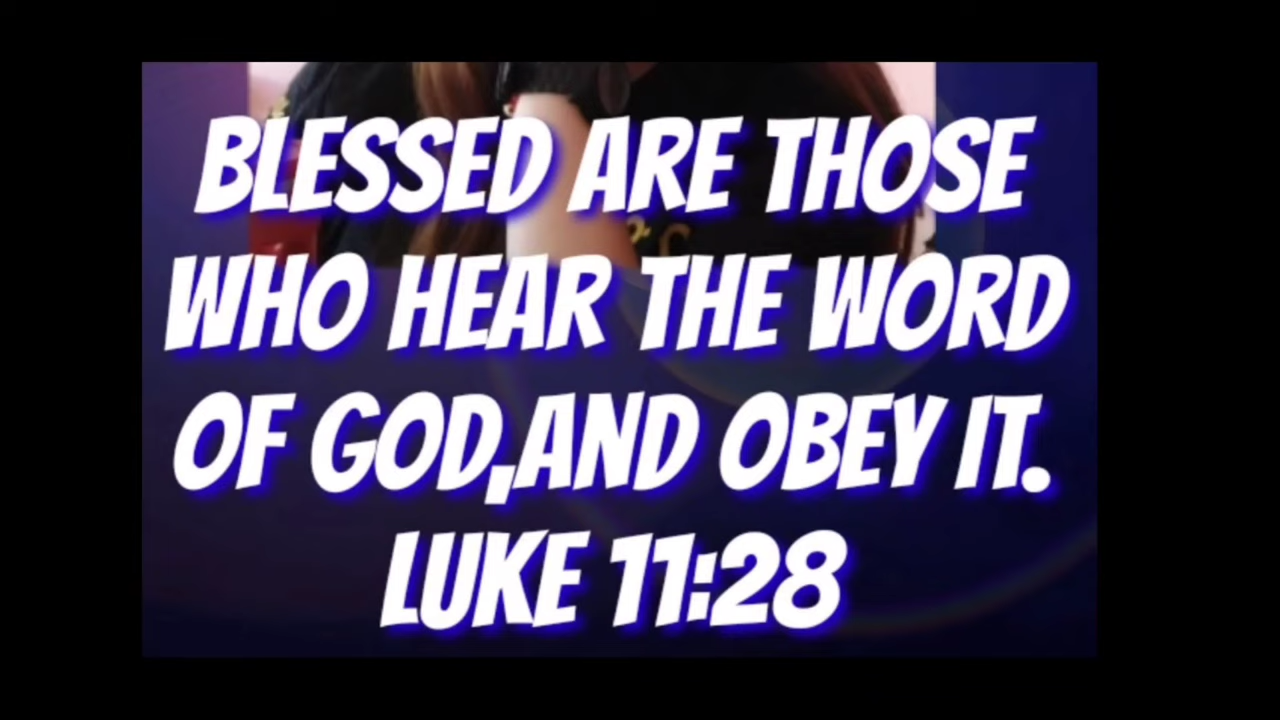 BLESSED ARE THOSE
WHO HEAR THE WORD
OF GOD,AND OBEY IT.
LUKE 11:28